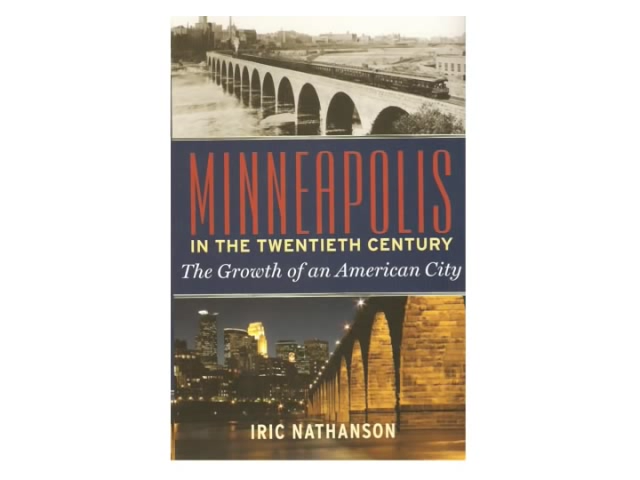 MINNEAPOLIS
IN THE TWENTIETH CENTURY
The Growth of an American City
IRIC NATHANSON